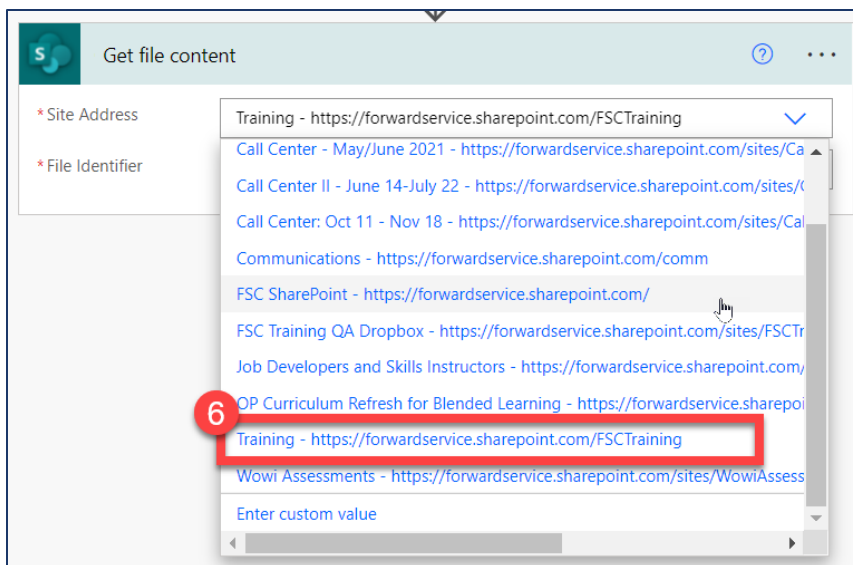 Get file content
* Site Address
Training - https://forwardservice.sharepoint.com/FSCTraining
* File Identifier
Call Center - May/June 2021 - https://forwardservice.sharepoint.com/sites/Ca
Call Center II - June 14-July 22 - https://forwardservice.sharepoint.com/sites/(
Call Center: Oct 11 - Nov 18 - https://forwardservice.sharepoint.com/sites/Cal
Communications - https://forwardservice.sharepoint.com/comm
FSC SharePoint - https://forwardservice.sharepoint.com/
FSC Training QA Dropbox - https://forwardservice.sharepoint.com/sites/FSCTr
Job Developers and Skills Instructors - https://forwardservice.sharepoint.com/
OP Curriculum Refresh for Blended Learning - https://forwardservice.sharepoi
6
Training - https://forwardservice.sharepoint.com/FSCTraining
Wowi Assessments - https://forwardservice.sharepoint.com/sites/WowiAssess
Enter custom value